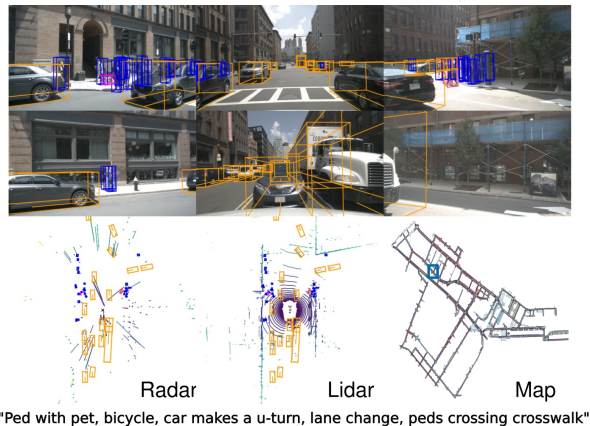 Radar
Lidar
Map
"Ped with pet, bicycle, car makes a u-turn, lane change, peds crossing crosswalk"